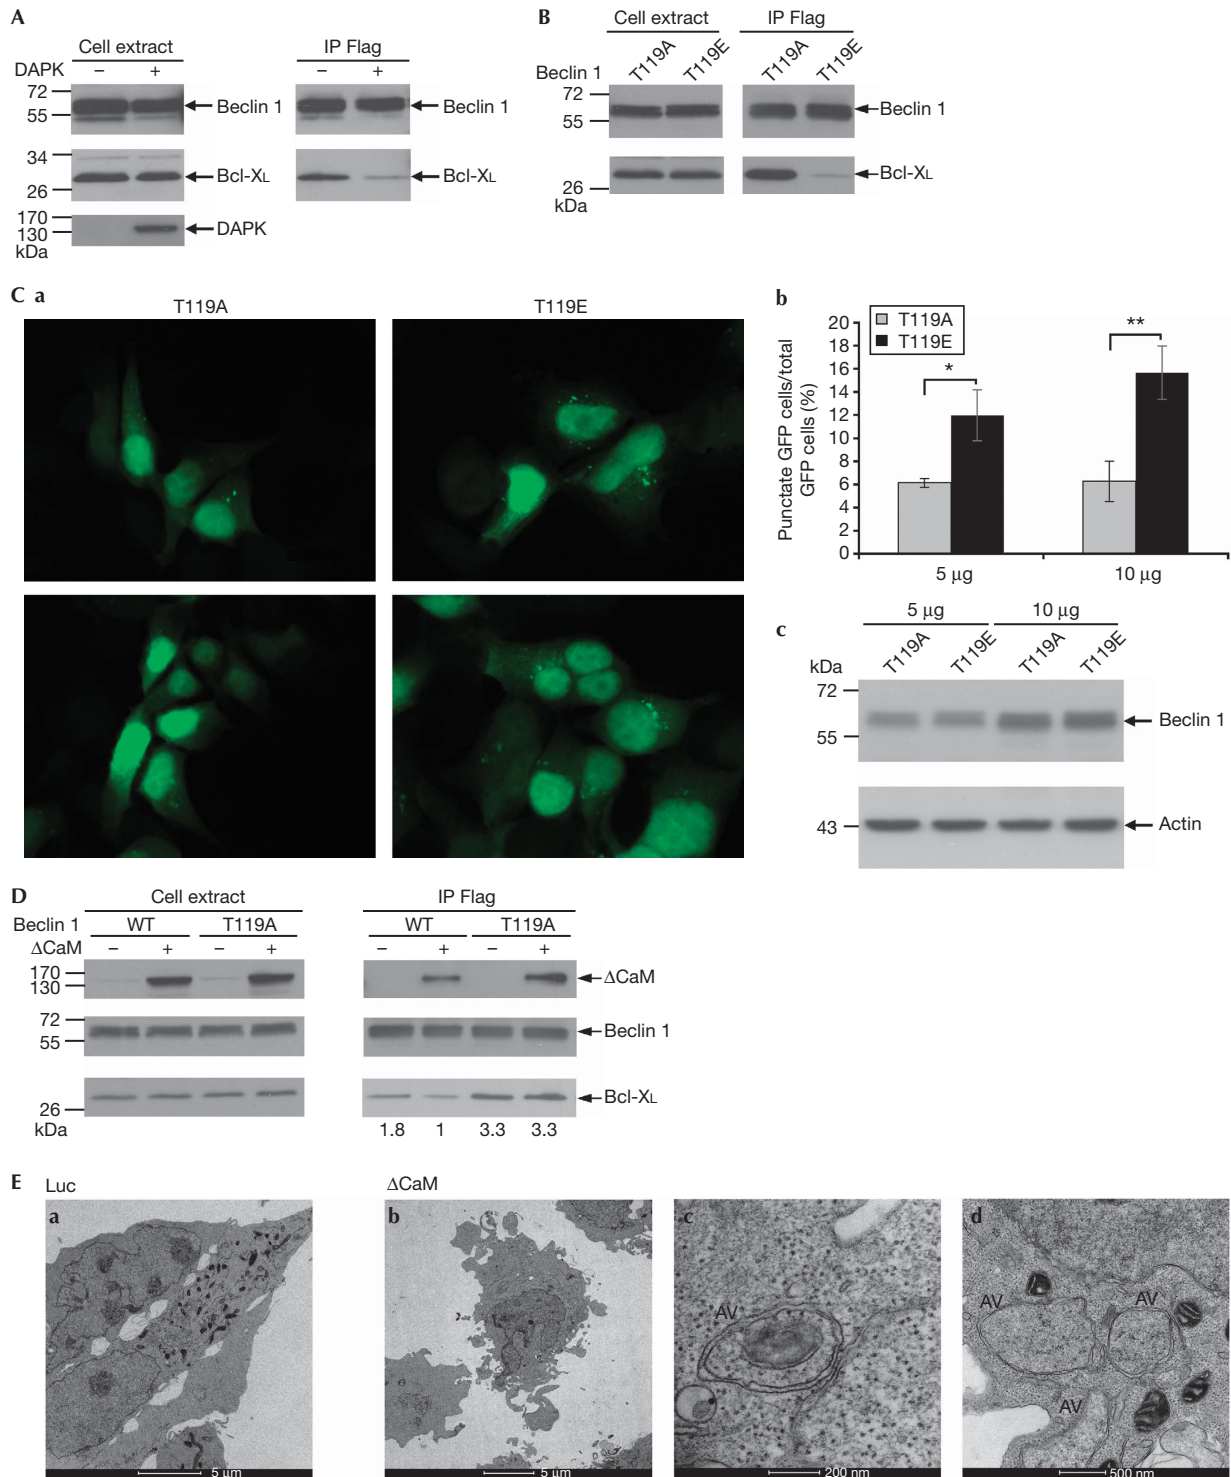 A
Cell extract
IP Flag
DAPK – + – +
72
55
Beclin 1
Beclin 1
34
26
Bcl-XL
Bcl-XL
170
130
kDa
DAPK
B
Cell extract
IP Flag
Beclin 1 T119A T119E T119A T119E
72
55
Beclin 1
26
kDa
Bcl-XL
C a
T119A
T119E
b
T119A
T119E
Punctate GFP cells/total
GFP cells (%)
20
18
16
14
12
10
8
6
4
2
0
*
**
5 µg
10 µg
c
5 µg
10 µg
T119A T119E T119A T119E
kDa
72
55
Beclin 1
43
Actin
D
Cell extract
IP Flag
Beclin 1 WT T119A WT T119A
ΔCaM – + – + – + – +
170
130
ΔCaM
72
55
Beclin 1
26
kDa
Bcl-XL
1.8 1 3.3 3.3
E
Luc
ΔCaM
a
5 µm
b
5 µm
c
AV
200 nm
d
AV
AV
AV
500 nm